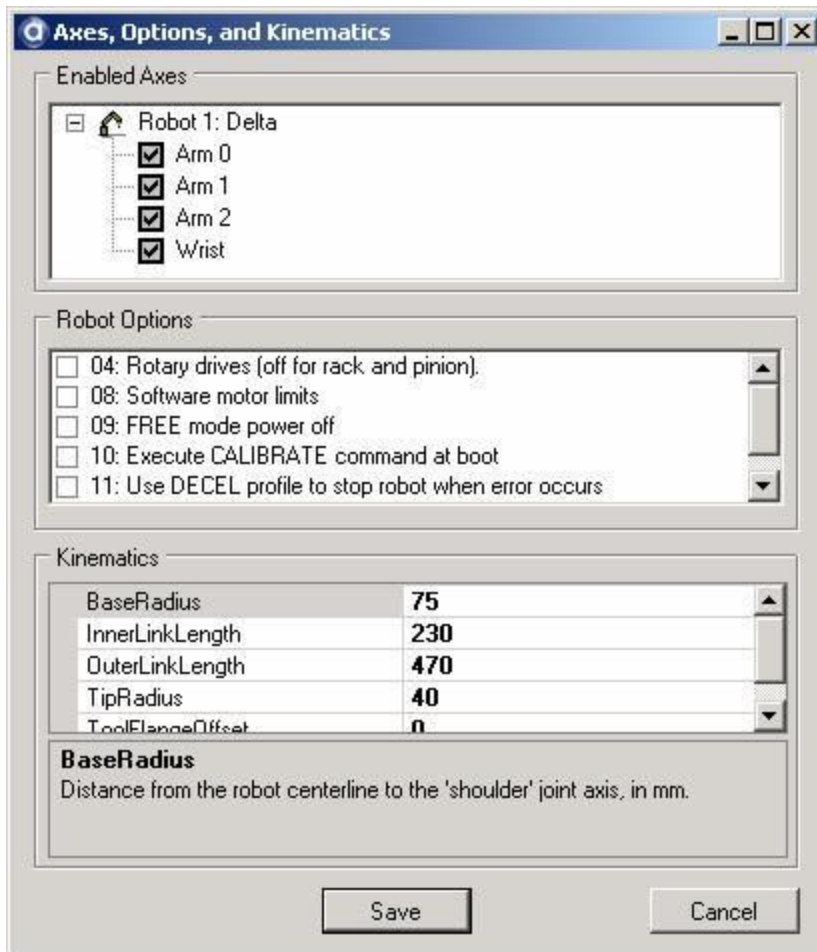 Axes, Options, and Kinematics
Enabled Axes
Robot 1: Delta
Arm 0
Arm 1
Arm 2
Wrist
Robot Options
04: Rotary drives (off for rack and pinion).
08: Software motor limits
09: FREE mode power off
10: Execute CALIBRATE command at boot
11: Use DECEL profile to stop robot when error occurs
Kinematics
BaseRadius 75
InnerLinkLength 230
OuterLinkLength 470
TipRadius 40
ToolFlangeOffset 0
BaseRadius
Distance from the robot centerline to the 'shoulder' joint axis, in mm.
Save Cancel